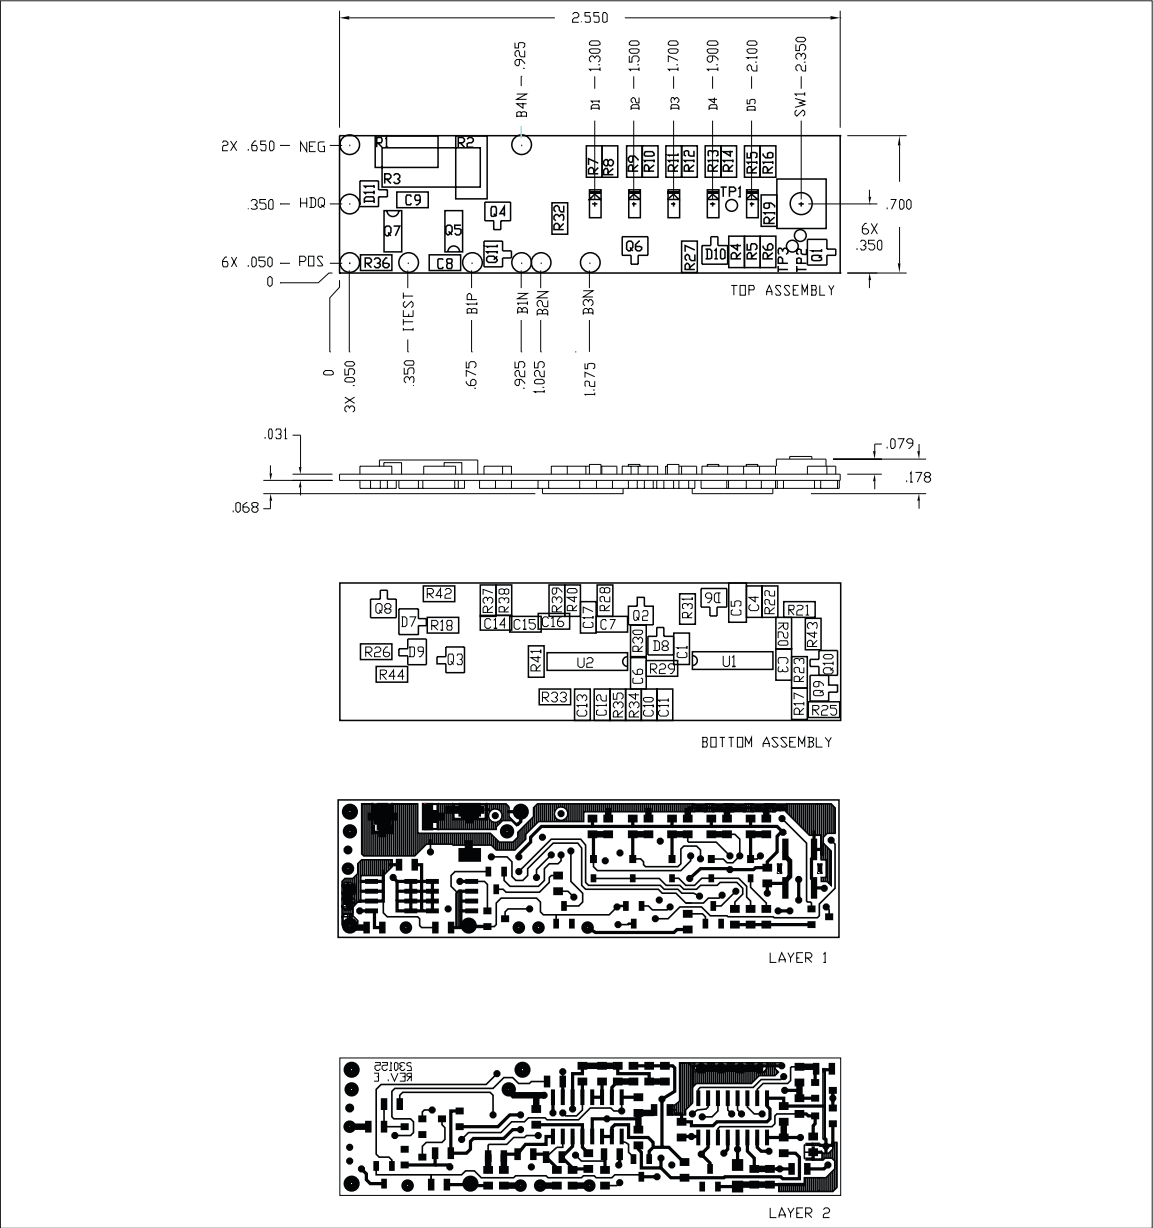 2.550
B4N — .925
D1 — 1.300
D2 — 1.500
D3 — 1.700
D4 — 1.900
D5 — 2.100
SW1 — 2.350
2X .650 — NEG
.350 — HDQ
6X .050 — POS
0
R1
R2
R3
D11
C9
Q7
Q5
Q4
Q11
R36
C8
R32
R7
R8
R9
R10
R11
R12
R13
R14
R15
R16
TP1
R19
Q6
R27
D10
R4
R5
R6
TP3
TP2
Q1
.700
6X
.350
TOP ASSEMBLY
0
3X .050
.350 — ITEST
.675 — B1P
.925 — B1N
1.025 — B2N
1.275 — B3N
.031
.068
.079
.178
R42
Q8
D7
R18
R26
D9
Q3
R44
R37
R38
C14
C15
R39
R40
C16
C17
R28
C7
Q2
R30
D8
R31
D6
C5
C4
R22
R21
R20
R43
R41
U2
C6
R29
C1
U1
C3
R23
Q10
Q9
R17
R25
R33
C13
C12
R35
R34
C10
C11
BOTTOM ASSEMBLY
LAYER 1
530155
REV. E
LAYER 2